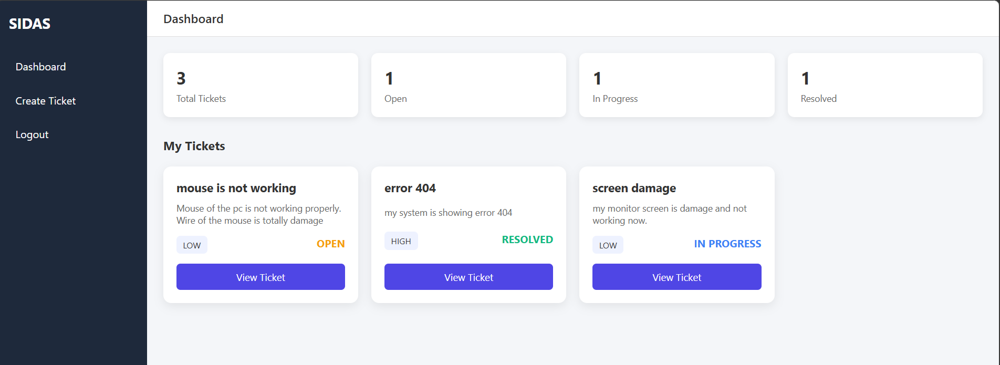 SIDAS
Dashboard
Create Ticket
Logout
Dashboard
3
Total Tickets
1
Open
1
In Progress
1
Resolved
My Tickets
mouse is not working
Mouse of the pc is not working properly.
Wire of the mouse is totally damage
LOW
OPEN
View Ticket
error 404
my system is showing error 404
HIGH
RESOLVED
View Ticket
screen damage
my monitor screen is damage and not
working now.
LOW
IN PROGRESS
View Ticket